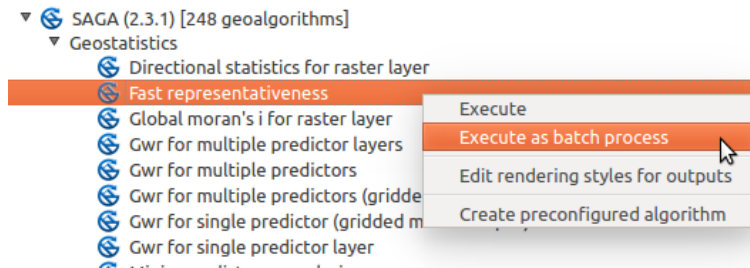 SAGA (2.3.1) [248 geoalgorithms]
Geostatistics
Directional statistics for raster layer
Fast representativeness
Global moran's i for raster layer
Gwr for multiple predictor layers
Gwr for multiple predictors
Gwr for multiple predictors (gridde
Gwr for single predictor (gridded m
Gwr for single predictor layer
Execute
Execute as batch process
Edit rendering styles for outputs
Create preconfigured algorithm